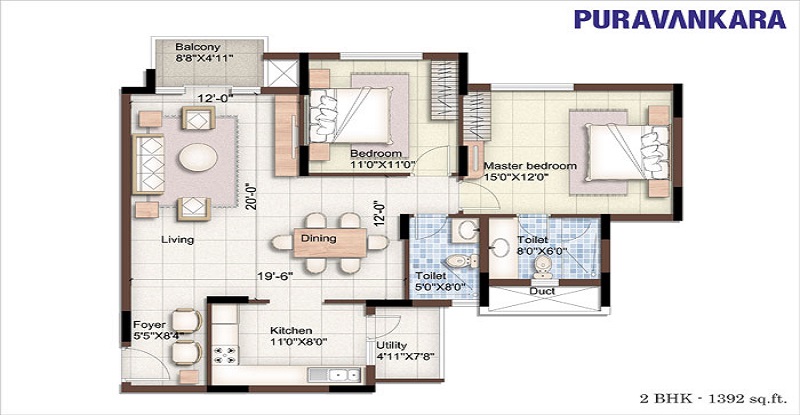 PURAVANKARA
Balcony
8'8"X4'11"
12'-0"
Bedroom
11'0"X11'0"
Master bedroom
15'0"X12'0"
20'-0"
12'-0"
Living
Dining
Toilet
8'0"X6'0"
19'-6"
Toilet
5'0"X8'0"
Duct
Foyer
5'5"X8'4"
Kitchen
11'0"X8'0"
Utility
4'11"X7'8"
2 BHK - 1392 sq.ft.